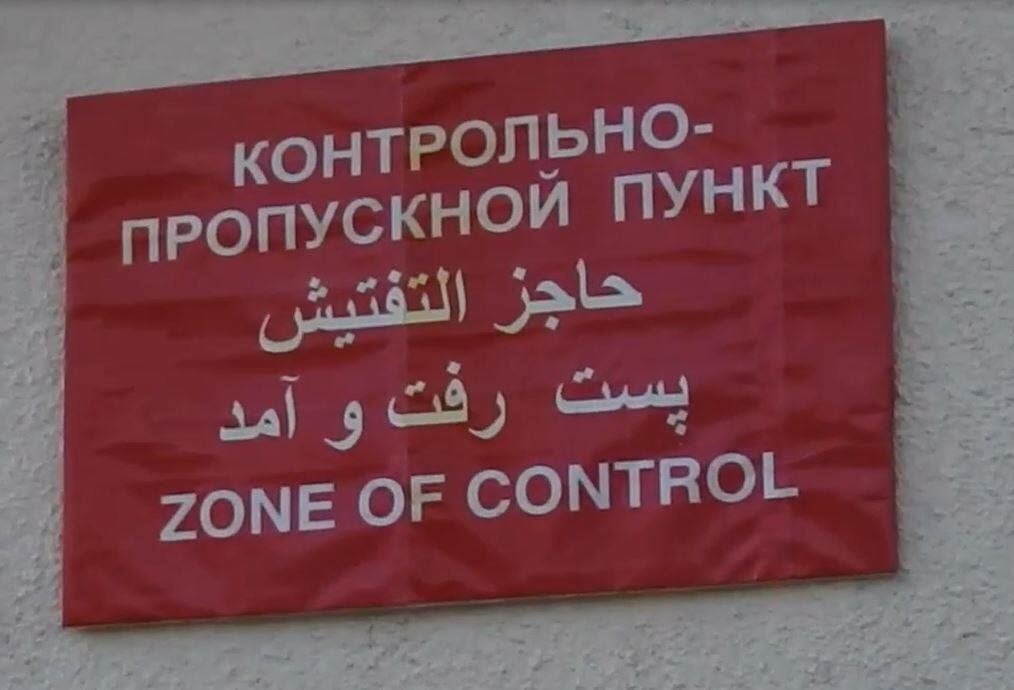 КОНТРОЛЬНО-
ПРОПУСКНОЙ ПУНКТ
حاجز التفتيش
پست رفت و آمد
ZONE OF CONTROL